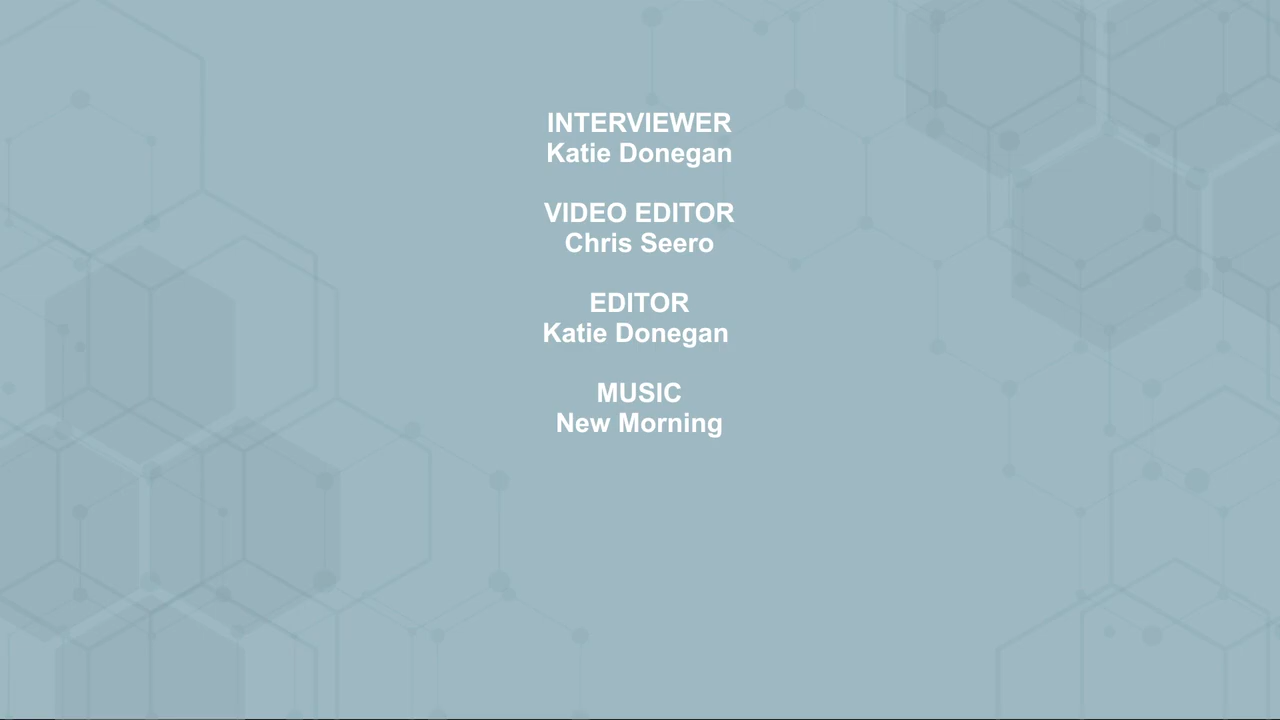 INTERVIEWER
Katie Donegan
VIDEO EDITOR
Chris Seero
EDITOR
Katie Donegan
MUSIC
New Morning